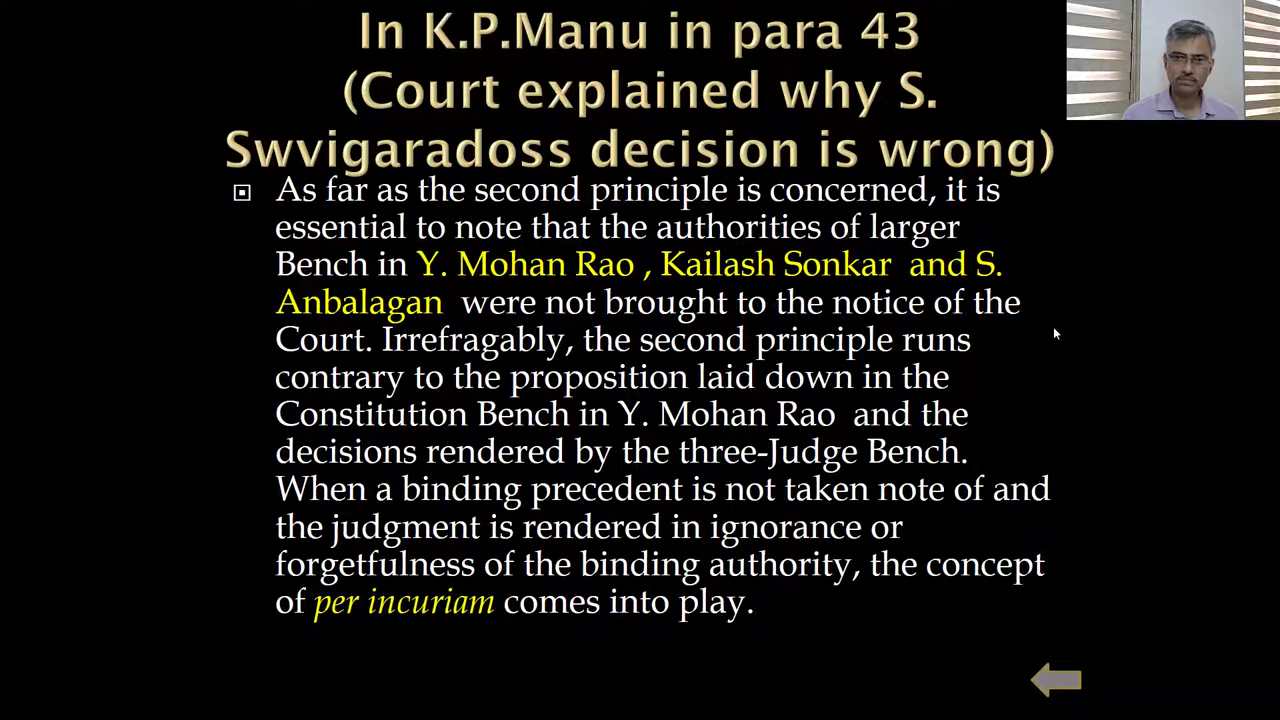 In K.P.Manu in para 43
(Court explained why S.
Swvigaradoss decision is wrong)
As far as the second principle is concerned, it is
essential to note that the authorities of larger
Bench in Y. Mohan Rao , Kailash Sonkar and S.
Anbalagan were not brought to the notice of the
Court. Irrefragably, the second principle runs
contrary to the proposition laid down in the
Constitution Bench in Y. Mohan Rao and the
decisions rendered by the three-Judge Bench.
When a binding precedent is not taken note of and
the judgment is rendered in ignorance or
forgetfulness of the binding authority, the concept
of per incuriam comes into play.